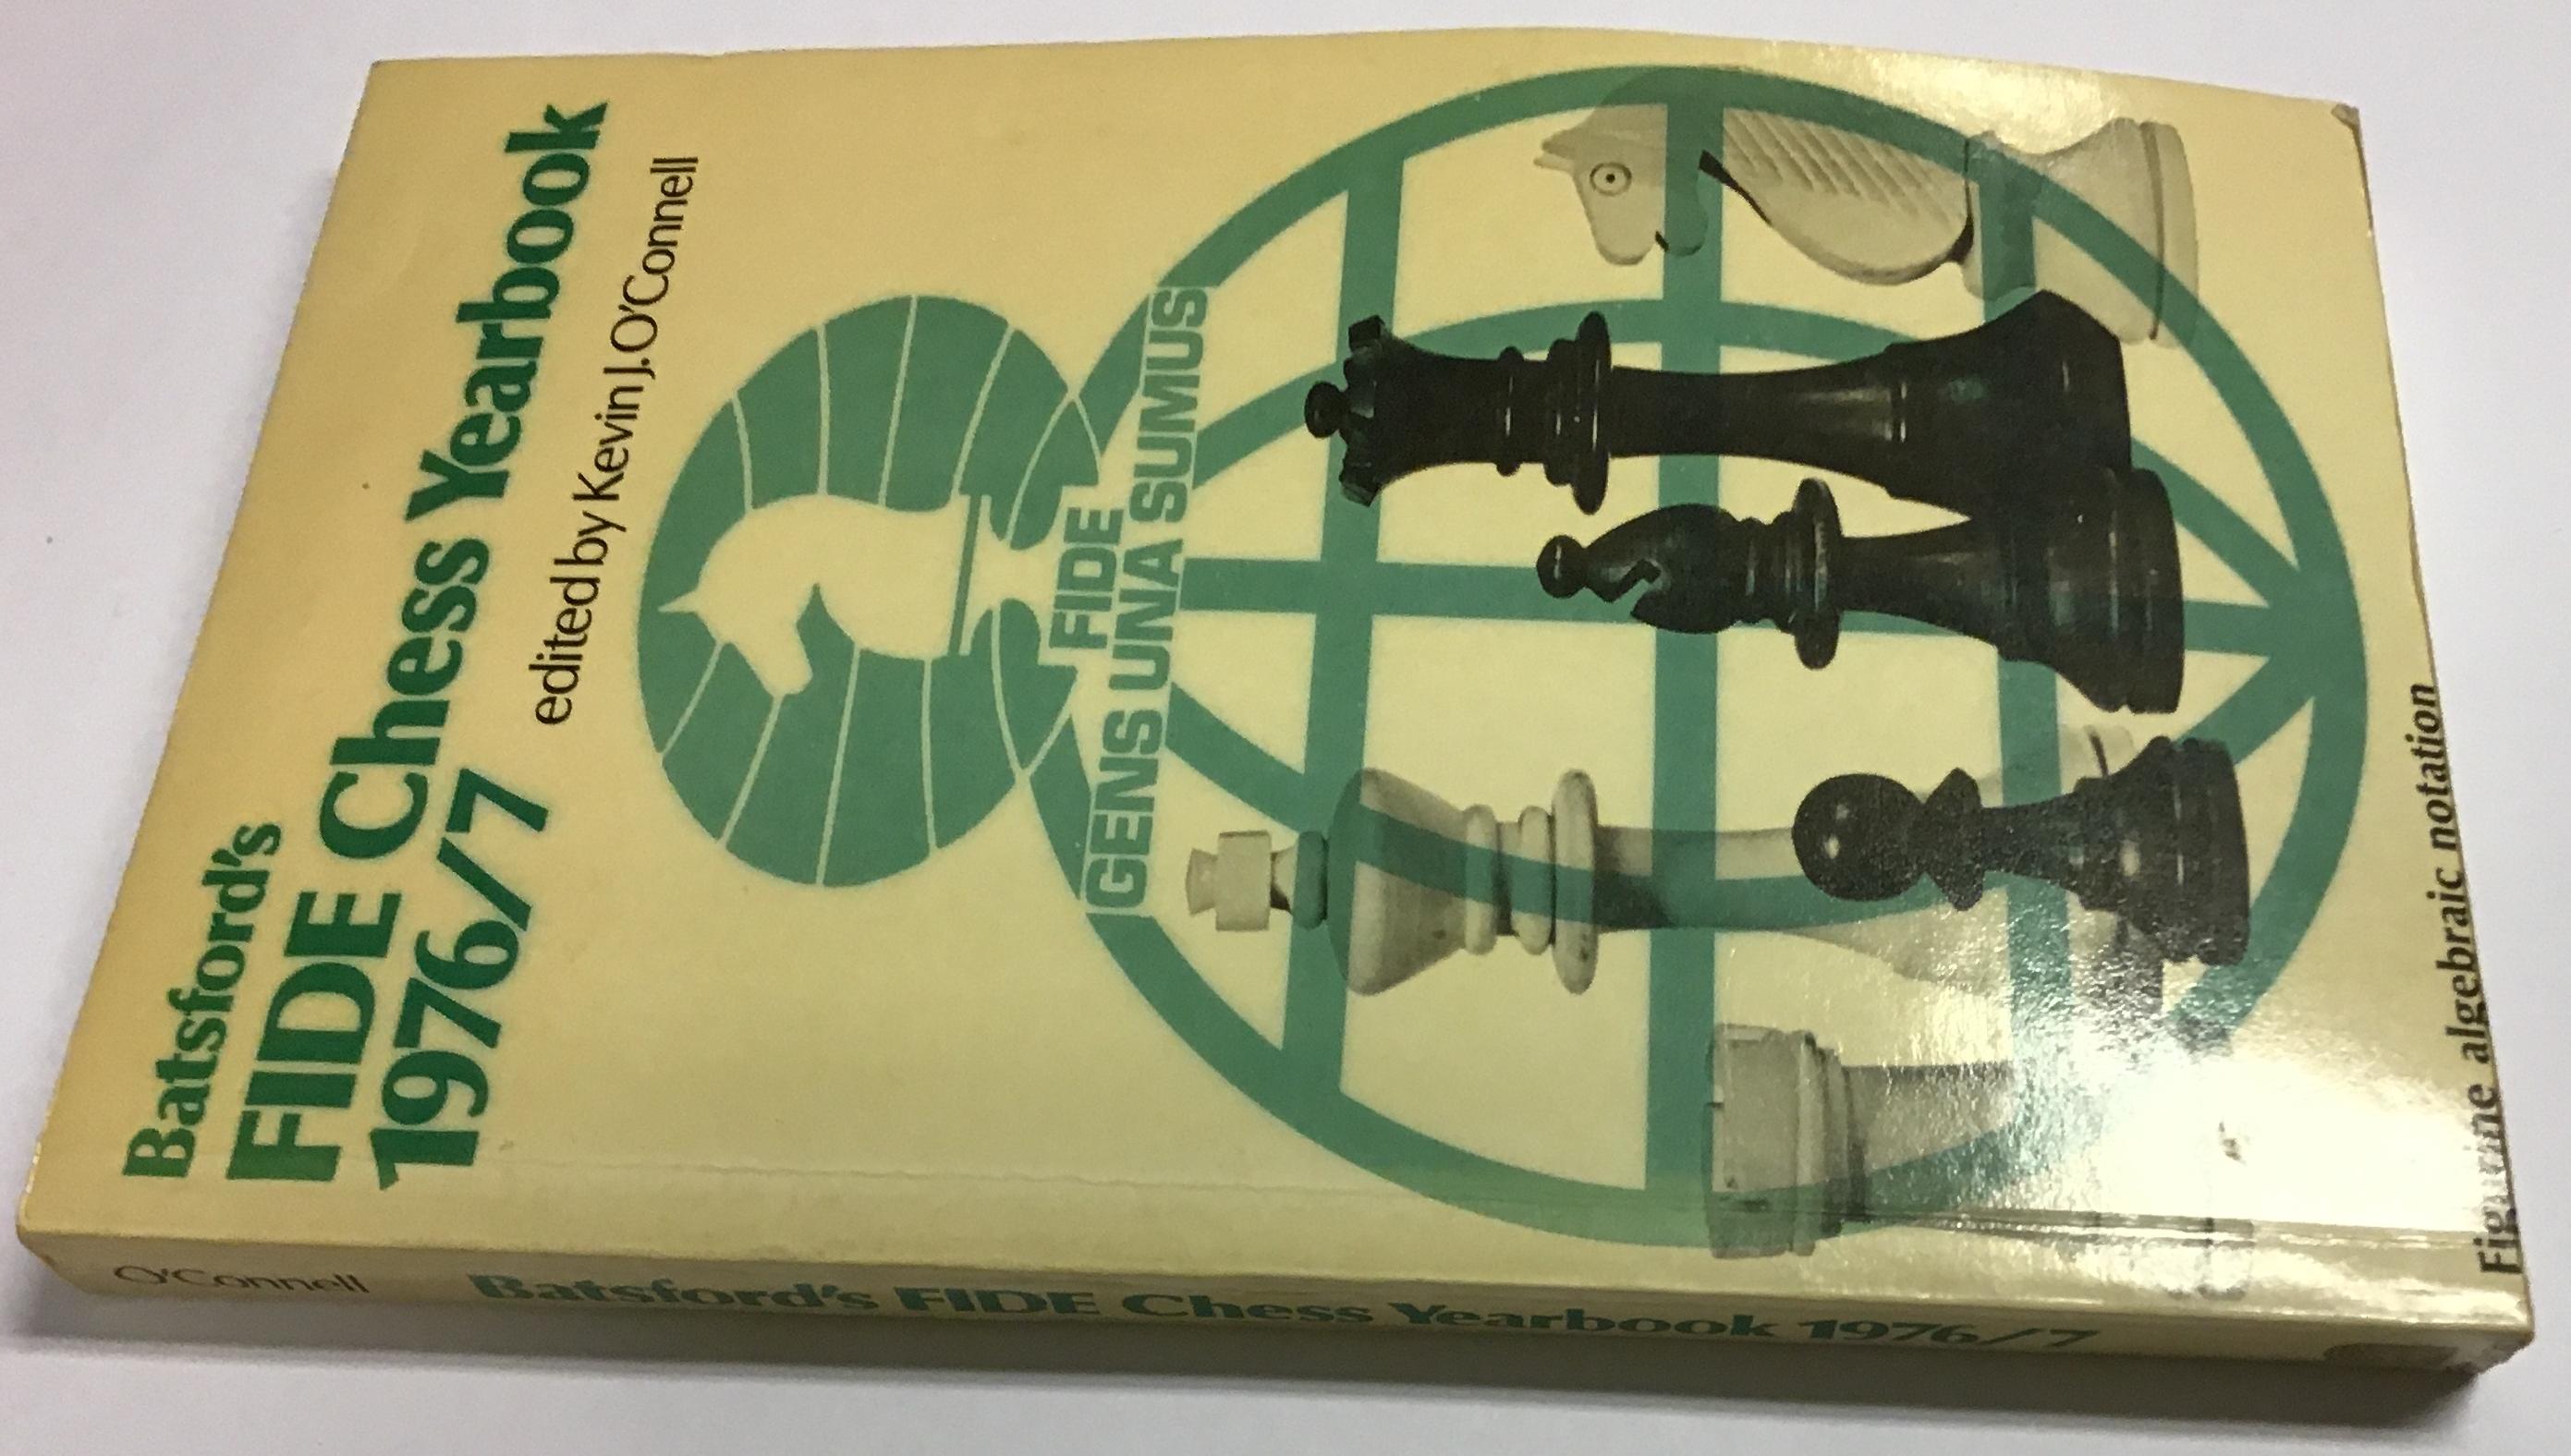 Batsford's
FIDE Chess Yearbook
1976/7
edited by Kevin J. O'Connell
FIDE
GENS UNA SUMUS
Figurine algebraic notation
O'Connell
Batsford's FIDE Chess Yearbook 1976/7